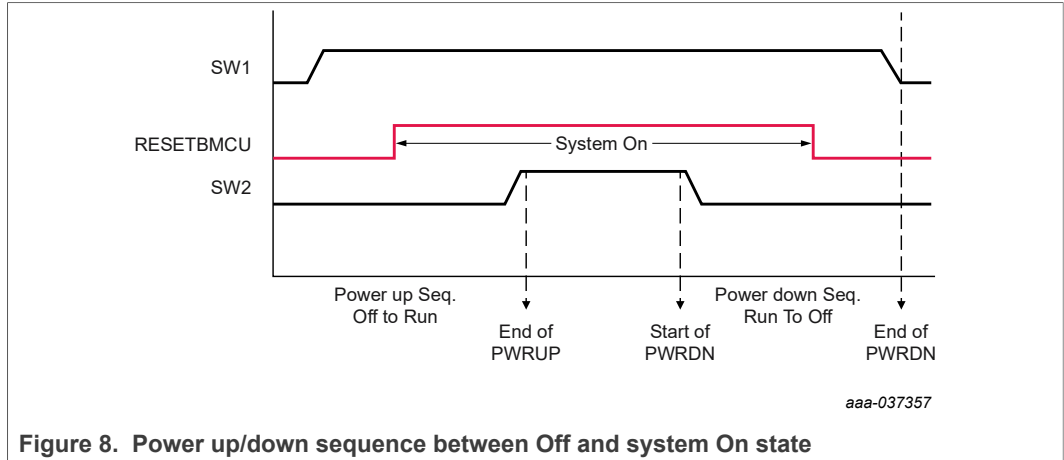 SW1
RESETBMCU
System On
SW2
Power up Seq.
Off to Run
End of
PWRUP
Start of
PWRDN
Power down Seq.
Run To Off
End of
PWRDN
aaa-037357
Figure 8. Power up/down sequence between Off and system On state